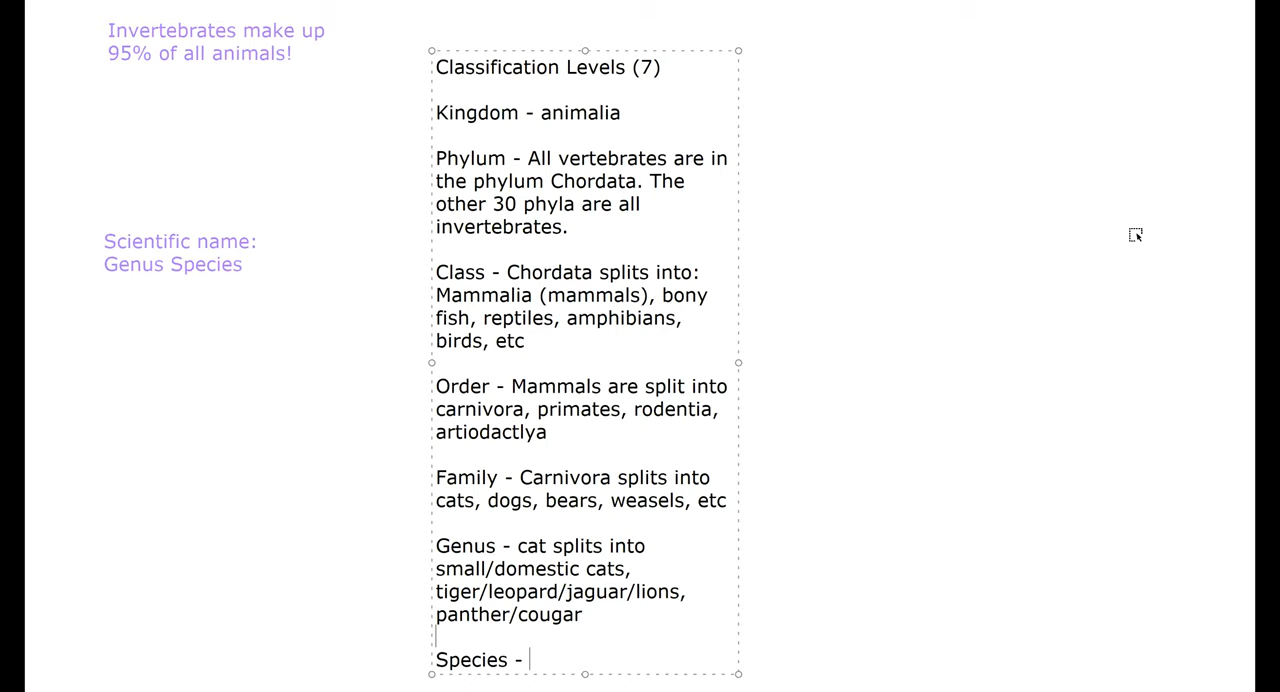 Invertebrates make up
95% of all animals!
Scientific name:
Genus Species
Classification Levels (7)
Kingdom - animalia
Phylum - All vertebrates are in
the phylum Chordata. The
other 30 phyla are all
invertebrates.
Class - Chordata splits into:
Mammalia (mammals), bony
fish, reptiles, amphibians,
birds, etc
Order - Mammals are split into
carnivora, primates, rodentia,
artiodactlya
Family - Carnivora splits into
cats, dogs, bears, weasels, etc
Genus - cat splits into
small/domestic cats,
tiger/leopard/jaguar/lions,
panther/cougar
Species -